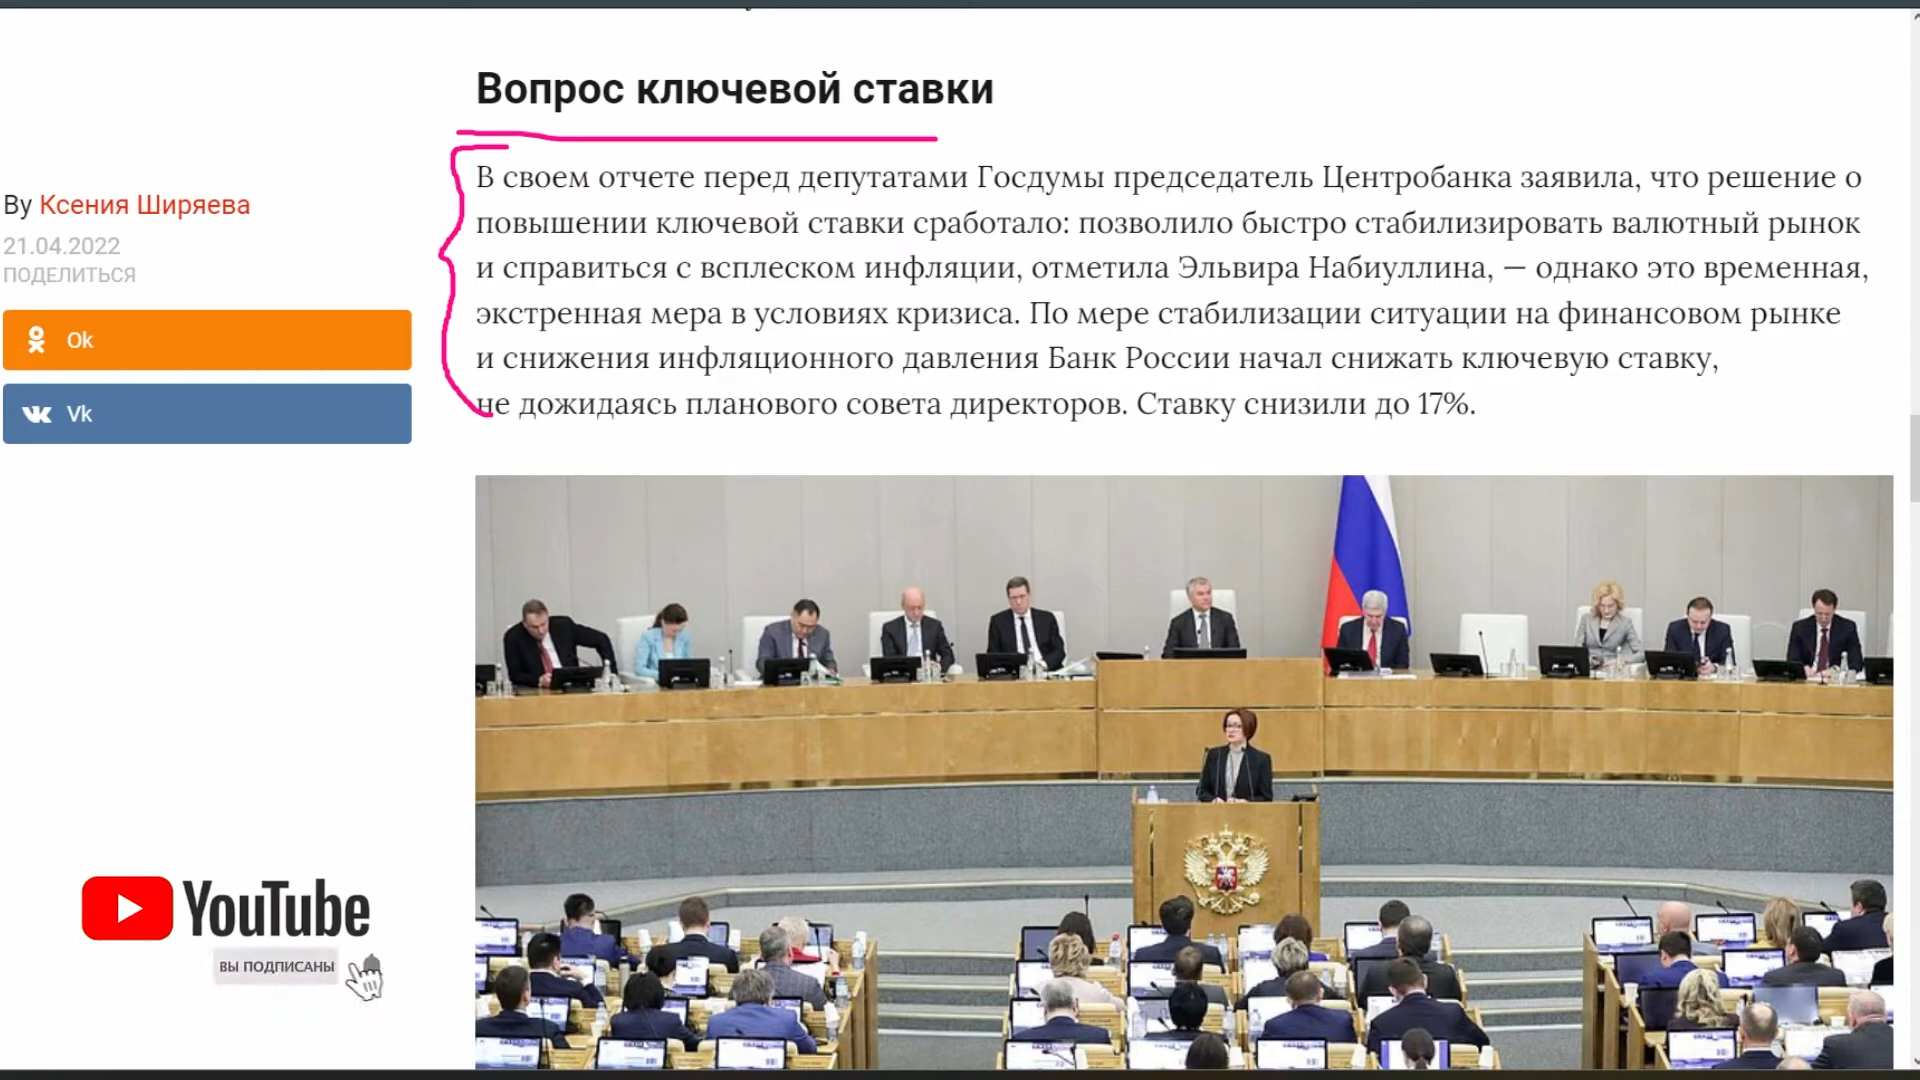 Вопрос ключевой ставки
By Ксения Ширяева
21.04.2022
ПОДЕЛИТЬСЯ
Ok
Vk
В своем отчете перед депутатами Госдумы председатель Центробанка заявила, что решение о
повышении ключевой ставки сработало: позволило быстро стабилизировать валютный рынок
и справиться с всплеском инфляции, отметила Эльвира Набиуллина, — однако это временная,
экстренная мера в условиях кризиса. По мере стабилизации ситуации на финансовом рынке
и снижения инфляционного давления Банк России начал снижать ключевую ставку,
не дожидаясь планового совета директоров. Ставку снизили до 17%.
YouTube
ВЫ ПОДПИСАНЫ